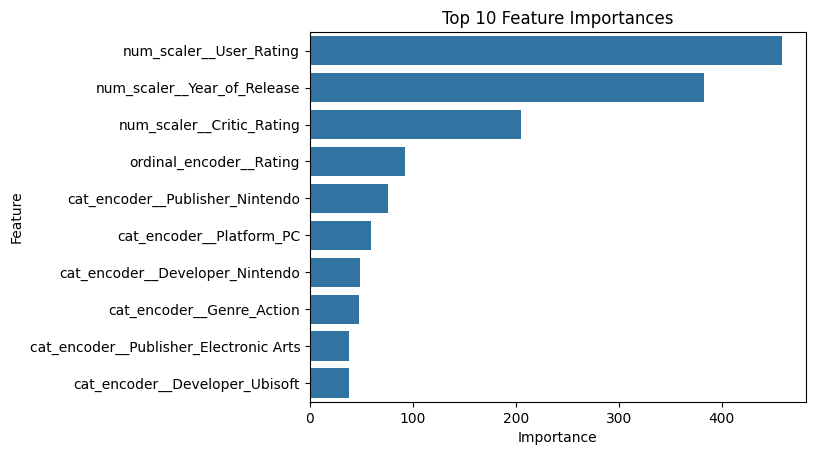 Top 10 Feature Importances
Feature
num_scaler__User_Rating
num_scaler__Year_of_Release
num_scaler__Critic_Rating
ordinal_encoder__Rating
cat_encoder__Publisher_Nintendo
cat_encoder__Platform_PC
cat_encoder__Developer_Nintendo
cat_encoder__Genre_Action
cat_encoder__Publisher_Electronic Arts
cat_encoder__Developer_Ubisoft
0 100 200 300 400
Importance